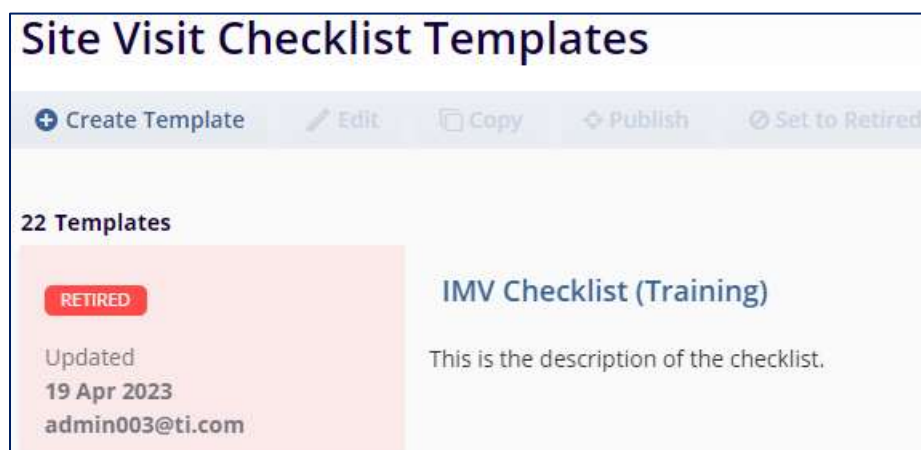 Site Visit Checklist Templates
Create Template Edit Copy Publish Set to Retired
22 Templates
RETIRED
IMV Checklist (Training)
Updated
This is the description of the checklist.
19 Apr 2023
admin003@ti.com